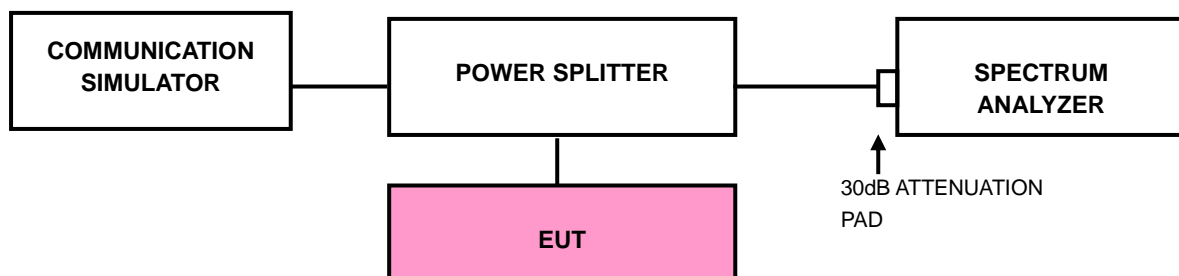 COMMUNICATION
SIMULATOR
POWER SPLITTER
SPECTRUM
ANALYZER
30dB ATTENUATION
PAD
EUT